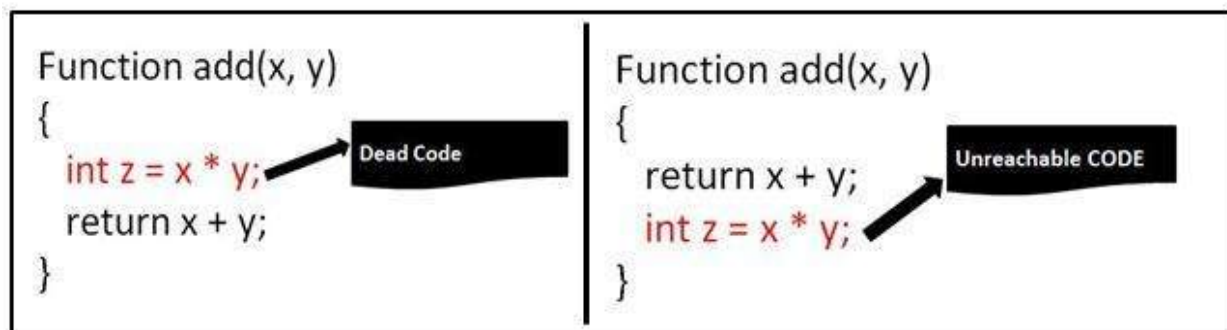 Function add(x, y)
{
int z = x * y;
Dead Code
return x + y;
}
Function add(x, y)
{
return x + y;
Unreachable CODE
int z = x * y;
}